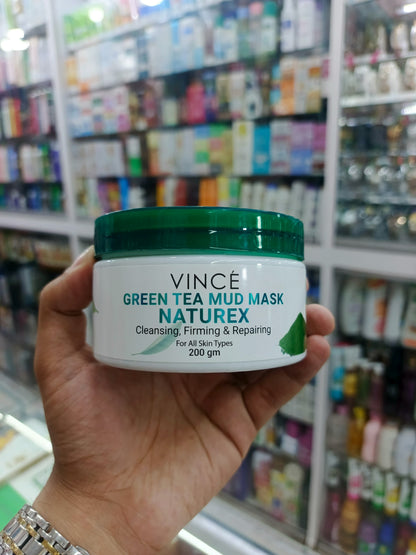 VINCÉ
GREEN TEA MUD MASK
NATUREX
Cleansing, Firming & Repairing
For All Skin Types
200 gm